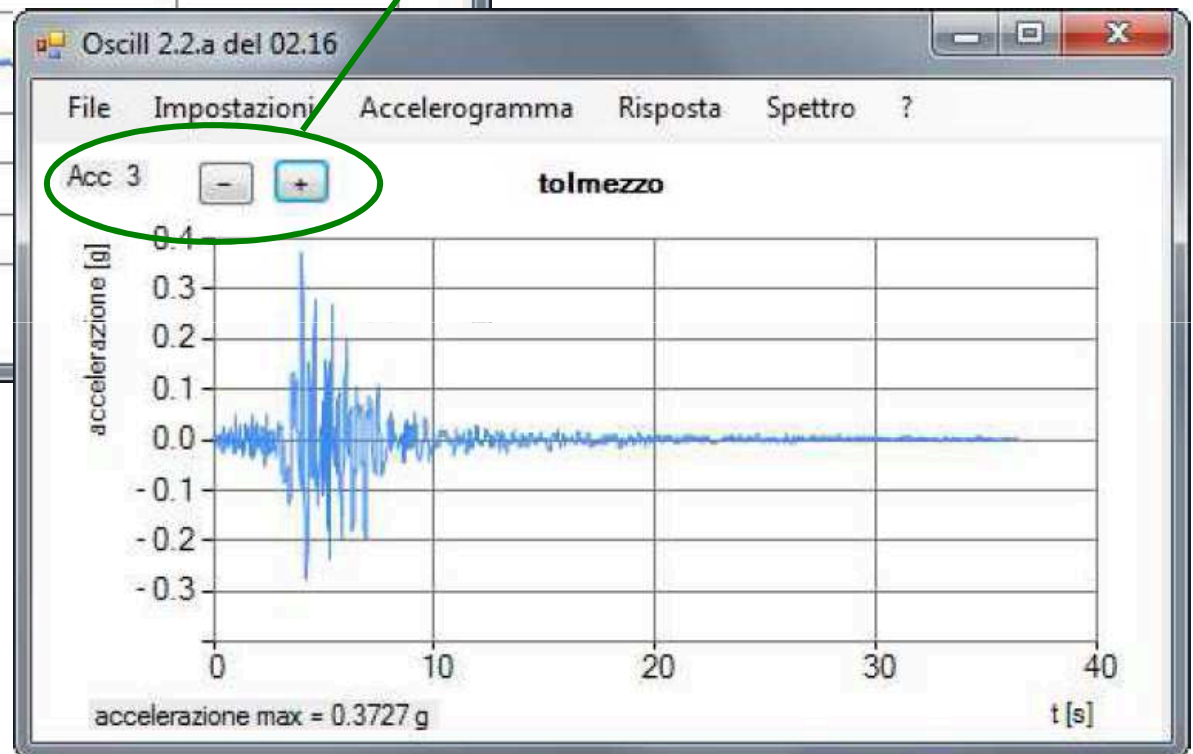 Oscill 2.2.a del 02.16
File Impostazioni Accelerogramma Risposta Spettro ?
Acc 3 - + tolmezzo
accelerazione [g]
0.4
0.3
0.2
0.1
0.0
-0.1
-0.2
-0.3
0 10 20 30 40
accelerazione max = 0.3727 g t [s]